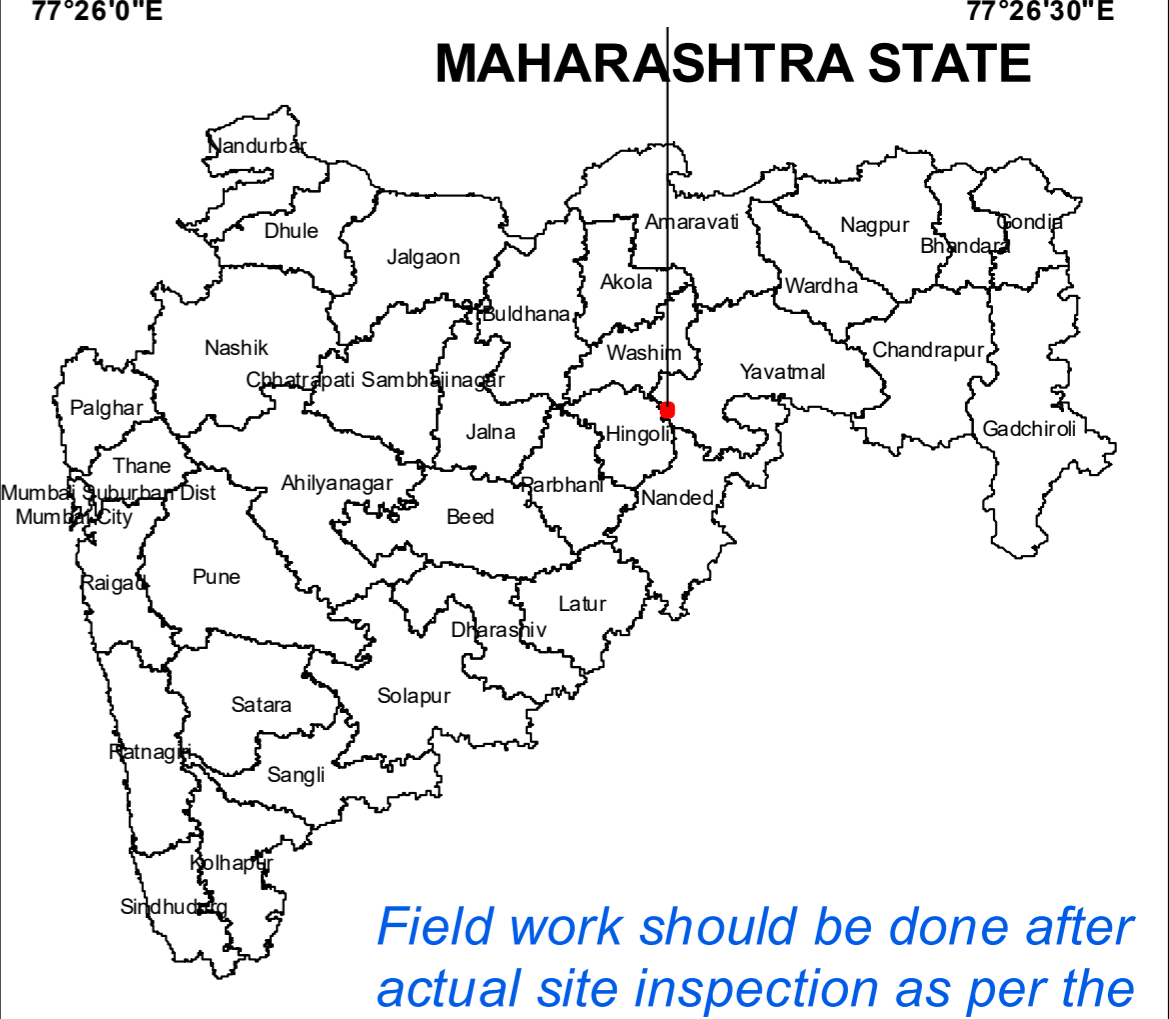 77°26'0"E 77°26'30"E
MAHARASHTRA STATE
Nandurbar
Dhule
Amaravati
Nagpur
Gondia
Bhandara
Jalgaon
Akola
Wardha
Buldhana
Nashik
Washim
Chandrapur
Chhatrapati Sambhajinagar
Yavatmal
Palghar
Jalna
Hingoli
Gadchiroli
Thane
Ahilyanagar
Parbhani
Mumbai Suburban Dist
Nanded
Mumbai City
Beed
Raigad
Pune
Latur
Dharashiv
Solapur
Satara
Ratnagiri
Sangli
Kolhapur
Sindhudurg
Field work should be done after
actual site inspection as per the